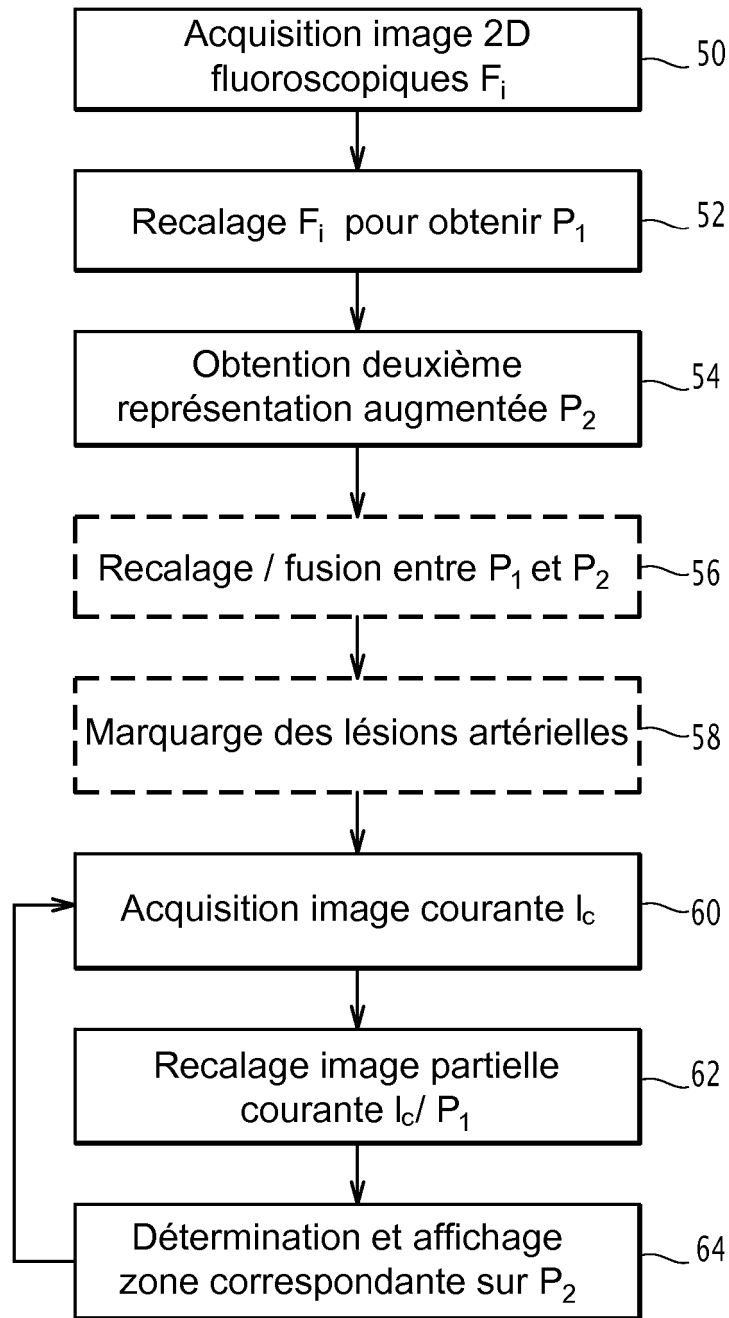 Acquisition image 2D
fluoroscopiques Fi
50
Recalage Fi pour obtenir P1
52
Obtention deuxième
représentation augmentée P2
54
Recalage / fusion entre P1 et P2
56
Marquarge des lésions artérielles
58
Acquisition image courante Ic
60
Recalage image partielle
courante Ic/ P1
62
Détermination et affichage
zone correspondante sur P2
64